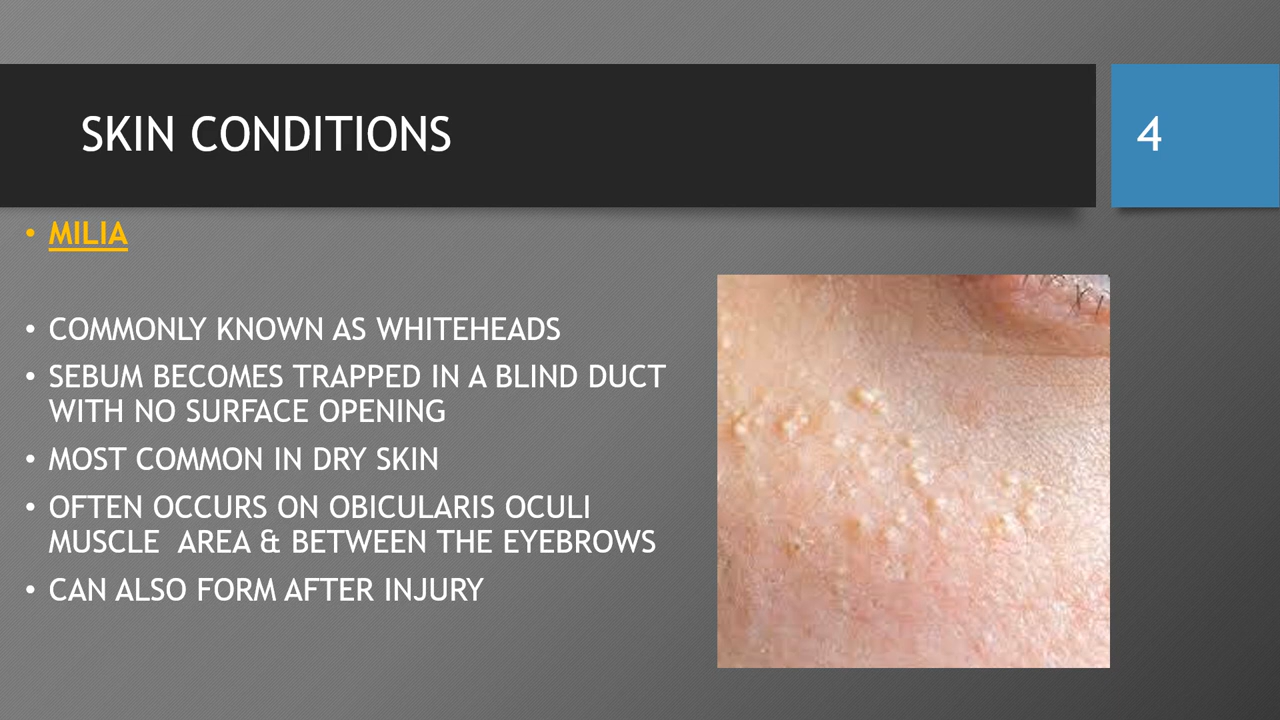 SKIN CONDITIONS
4
• MILIA
• COMMONLY KNOWN AS WHITEHEADS
• SEBUM BECOMES TRAPPED IN A BLIND DUCT
WITH NO SURFACE OPENING
• MOST COMMON IN DRY SKIN
• OFTEN OCCURS ON OBICULARIS OCULI
MUSCLE  AREA & BETWEEN THE EYEBROWS
• CAN ALSO FORM AFTER INJURY